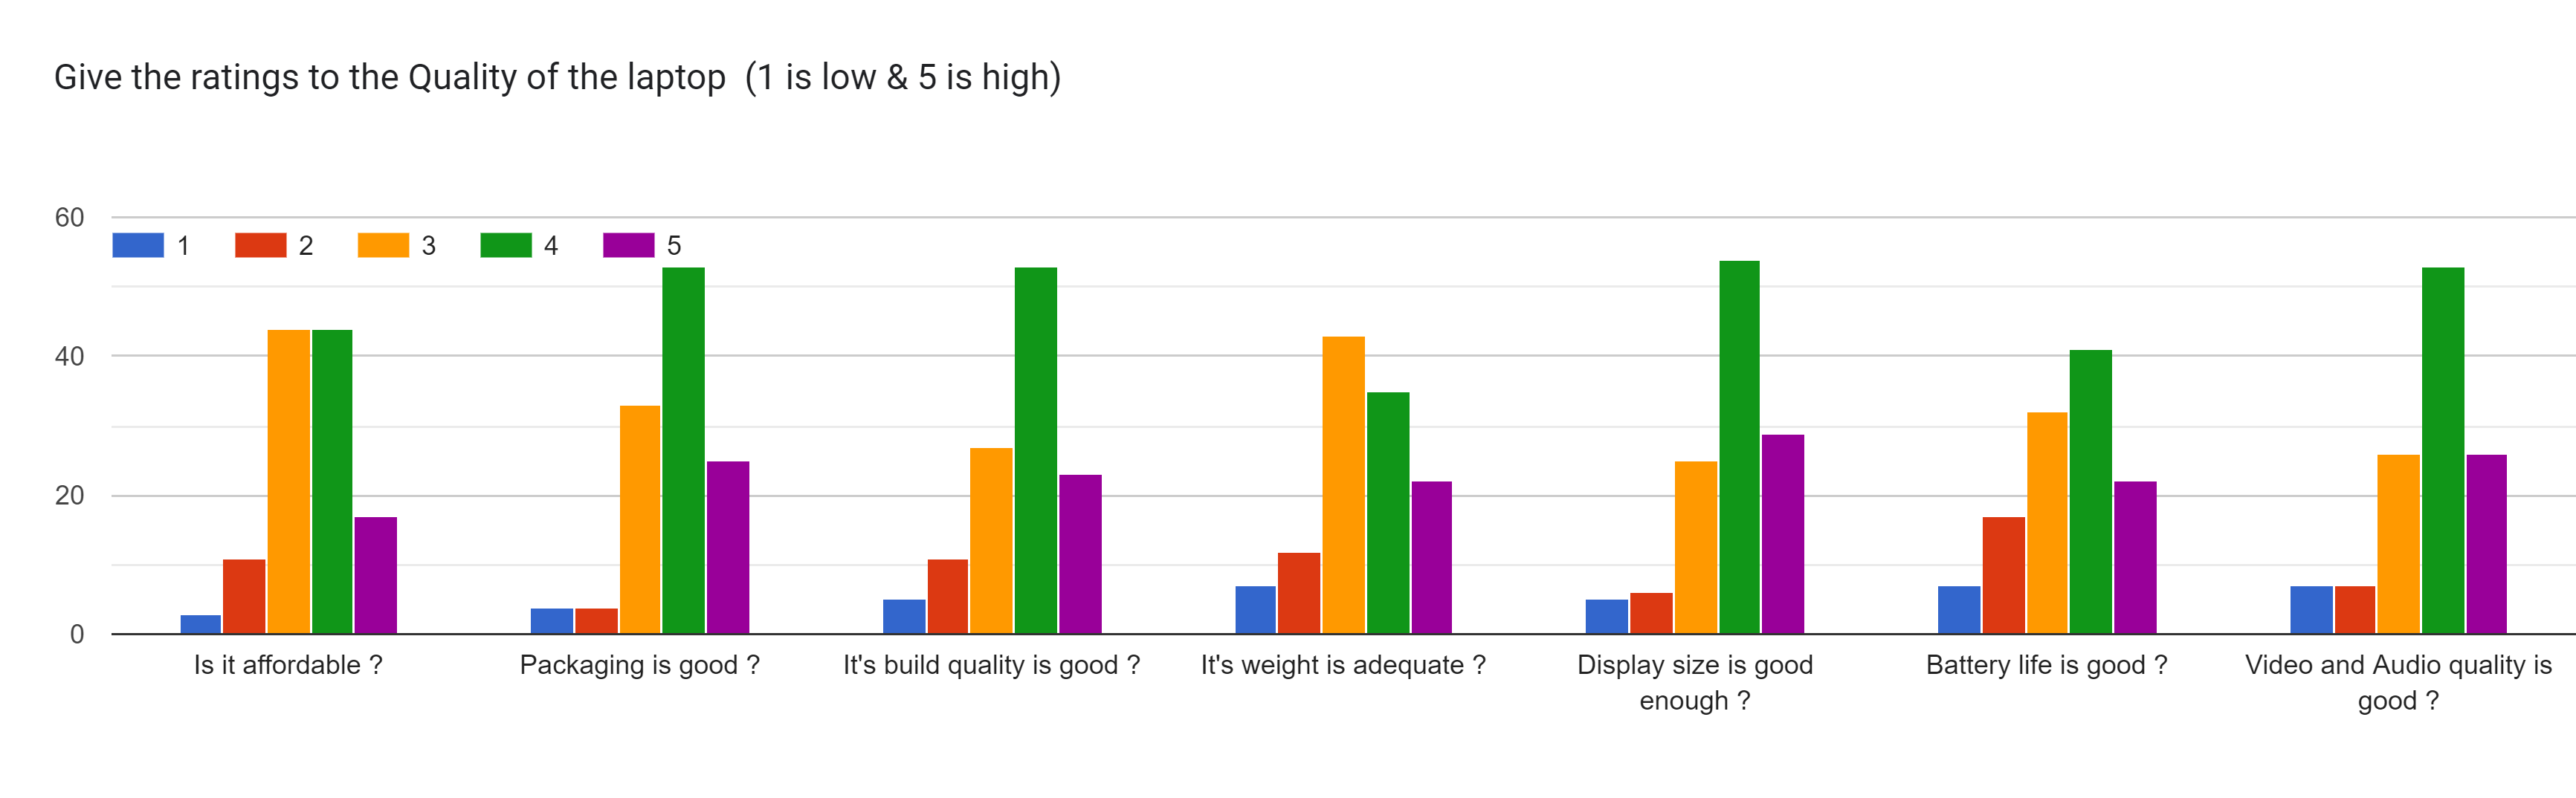 Give the ratings to the Quality of the laptop  (1 is low & 5 is high)
60
1 2 3 4 5
40
20
0
Is it affordable ? Packaging is good ? It's build quality is good ? It's weight is adequate ? Display size is good Battery life is good ? Video and Audio quality is
enough ? good ?